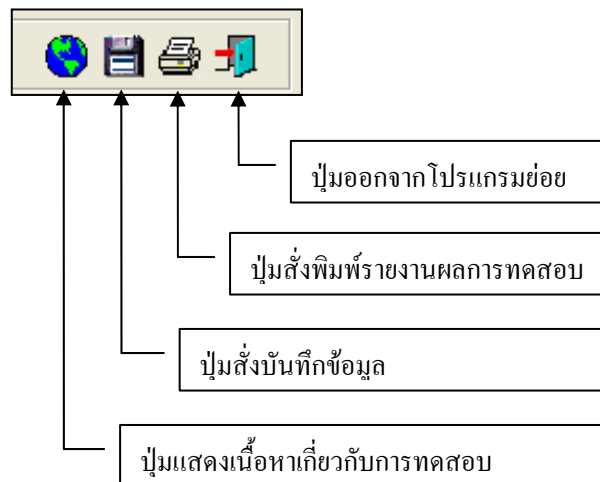 ปุ่มออกจากโปรแกรมย่อย
ปุ่มสั่งพิมพ์รายงานผลการทดสอบ
ปุ่มสั่งบันทึกข้อมูล
ปุ่มแสดงเนื้อหาเกี่ยวกับการทดสอบ